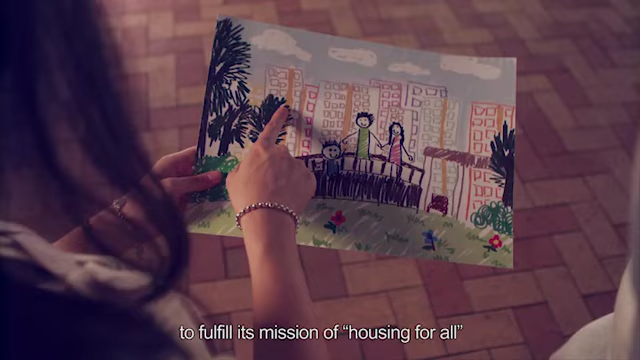 to fulfill its mission of “housing for all”